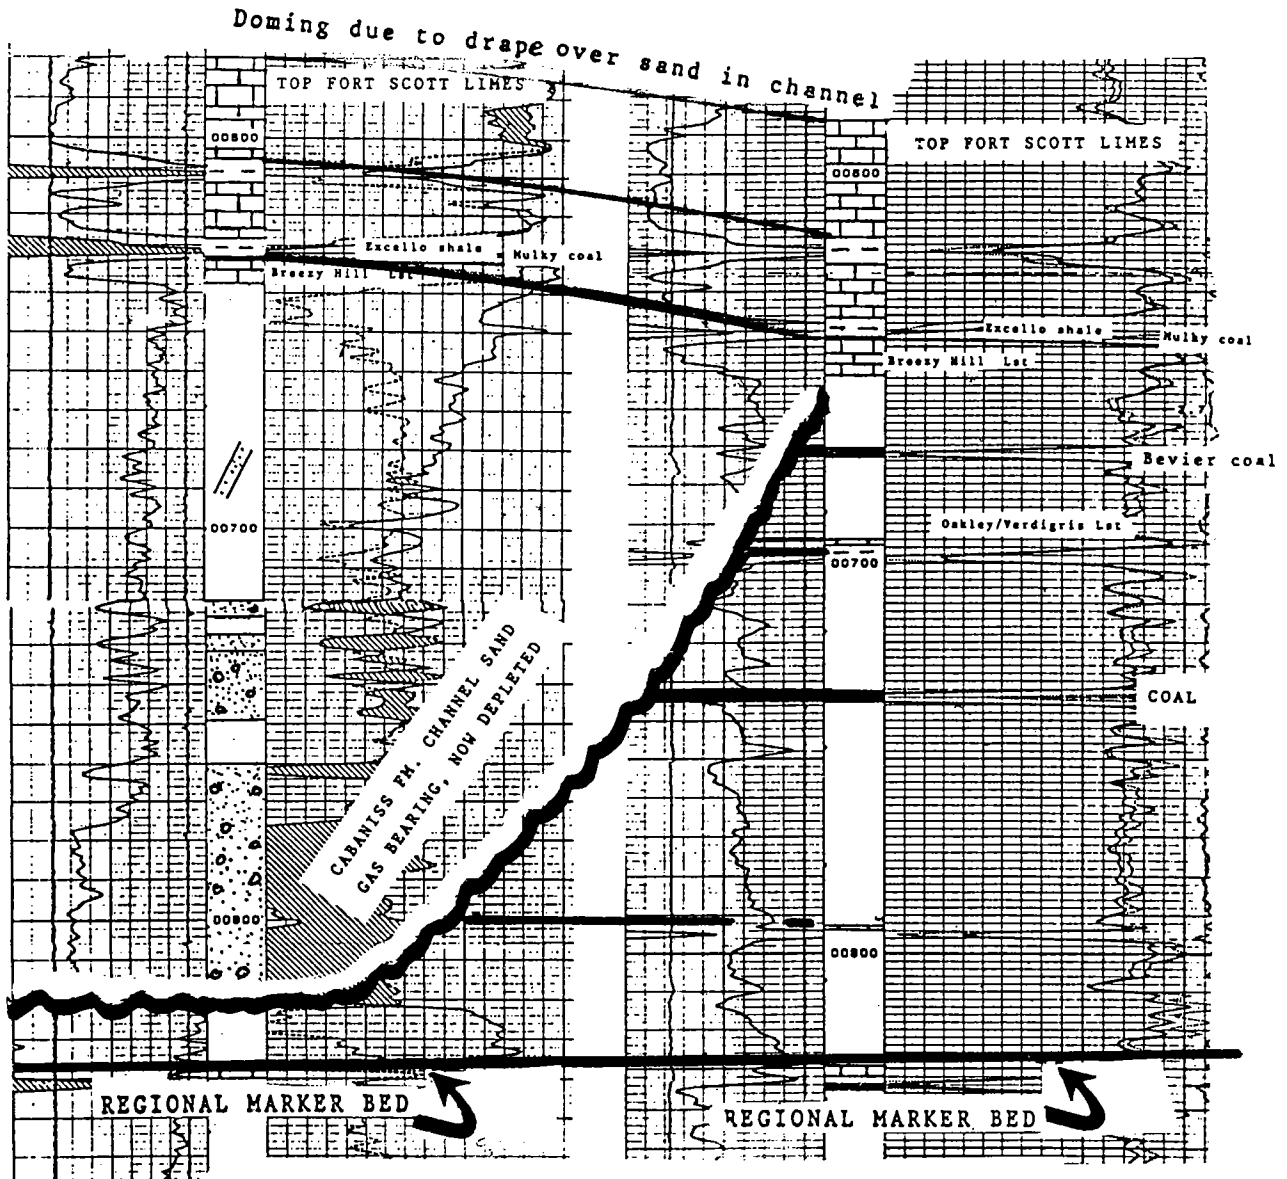 Doming due to drape over sand in channel
TOP FORT SCOTT LIMES
00600
Excello shale
Mulky coal
Breezy Hill Lst
00700
CABANISS FM. CHANNEL SAND
GAS BEARING, NOW DEPLETED
00800
REGIONAL MARKER BED
TOP FORT SCOTT LIMES
00600
Excello shale
Mulky coal
Breezy Hill Lst
Bevier coal
Oakley/Verdigris Lst
00700
COAL
00800
REGIONAL MARKER BED